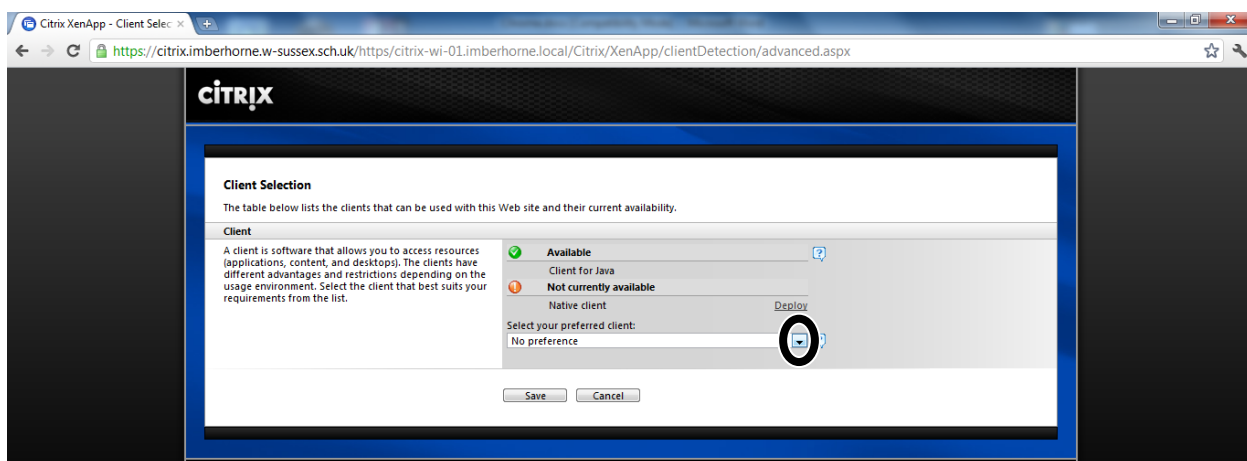 Citrix XenApp - Client Selec
https://citrix.imberhorne.w-sussex.sch.uk/https/citrix-wi-01.imberhorne.local/Citrix/XenApp/clientDetection/advanced.aspx
CITRIX
Client Selection
The table below lists the clients that can be used with this Web site and their current availability.
Client
A client is software that allows you to access resources
(applications, content, and desktops). The clients have
different advantages and restrictions depending on the
usage environment. Select the client that best suits your
requirements from the list.
Available
Client for Java
Not currently available
Native client Deploy
Select your preferred client:
No preference
Save Cancel